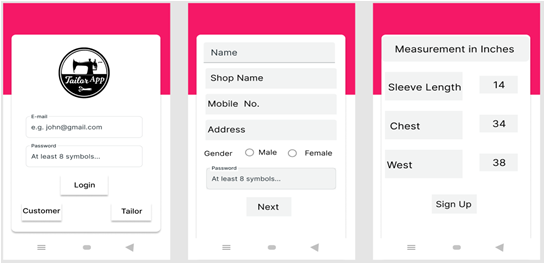 Tailor App
E-mail
e.g. john@gmail.com
Password
At least 8 symbols...
Login
Customer
Tailor
Name
Shop Name
Mobile No.
Address
Gender Male Female
Password
At least 8 symbols...
Next
Measurement in Inches
Sleeve Length 14
Chest 34
West 38
Sign Up